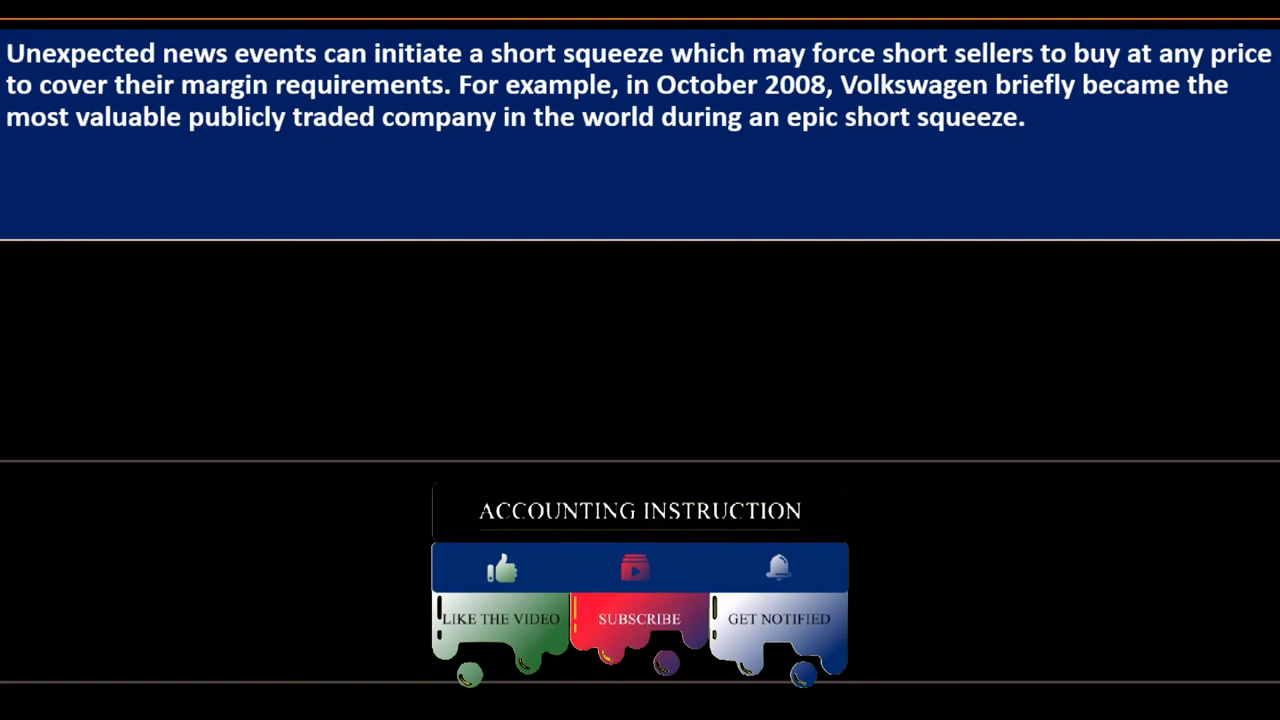 Unexpected news events can initiate a short squeeze which may force short sellers to buy at any price
to cover their margin requirements. For example, in October 2008, Volkswagen briefly became the
most valuable publicly traded company in the world during an epic short squeeze.
ACCOUNTING INSTRUCTION
LIKE THE VIDEO SUBSCRIBE GET NOTIFIED